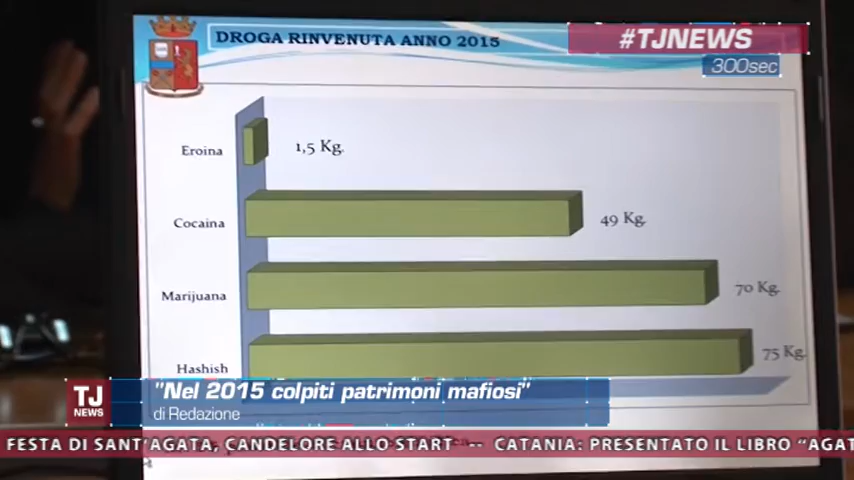 DROGA RINVENUTA ANNO 2015
#TJNEWS
300sec
Eroina 1,5 Kg.
Cocaina 49 Kg.
Marijuana 70 Kg.
Hashish 75 Kg.
TJ NEWS
"Nel 2015 colpiti patrimoni mafiosi"
di Redazione
FESTA DI SANT'AGATA, CANDELORE ALLO START -- CATANIA: PRESENTATO IL LIBRO “AGAT